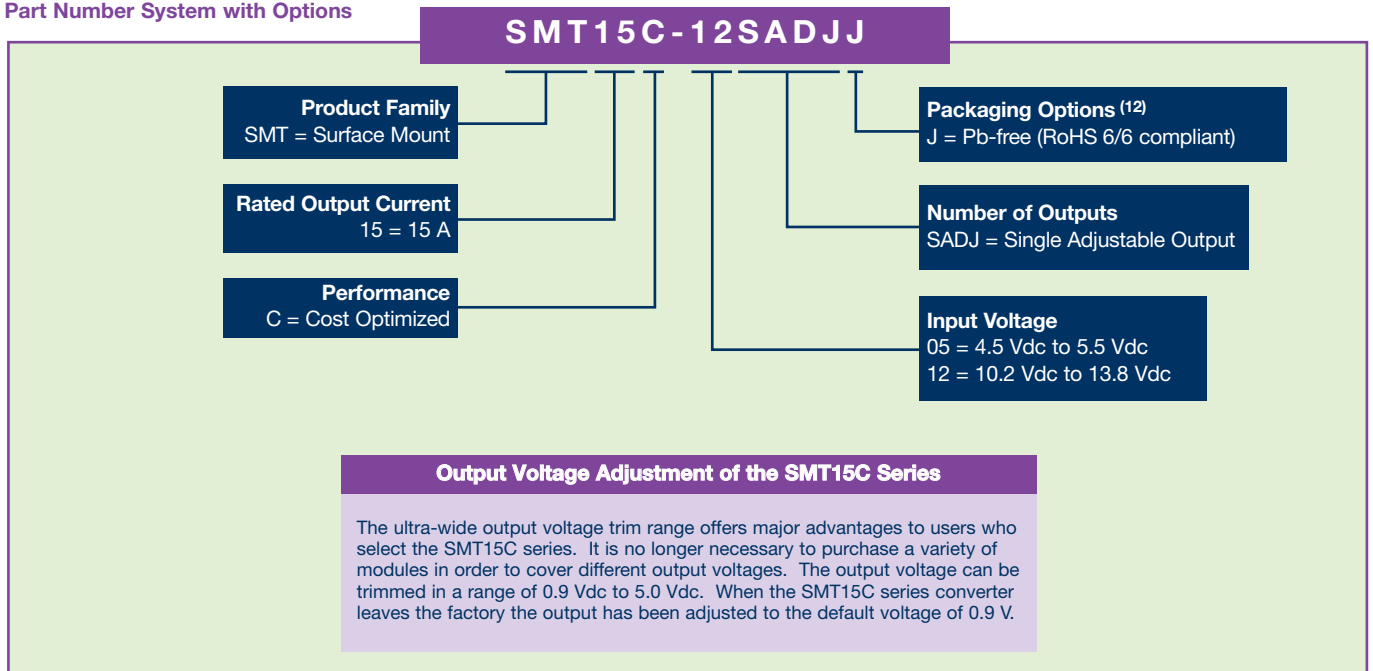 Part Number System with Options
SMT15C-12SADJJ
Product Family
SMT = Surface Mount
Rated Output Current
15 = 15 A
Performance
C = Cost Optimized
Packaging Options (12)
J = Pb-free (RoHS 6/6 compliant)
Number of Outputs
SADJ = Single Adjustable Output
Input Voltage
05 = 4.5 Vdc to 5.5 Vdc
12 = 10.2 Vdc to 13.8 Vdc
Output Voltage Adjustment of the SMT15C Series
The ultra-wide output voltage trim range offers major advantages to users who
select the SMT15C series. It is no longer necessary to purchase a variety of
modules in order to cover different output voltages. The output voltage can be
trimmed in a range of 0.9 Vdc to 5.0 Vdc. When the SMT15C series converter
leaves the factory the output has been adjusted to the default voltage of 0.9 V.